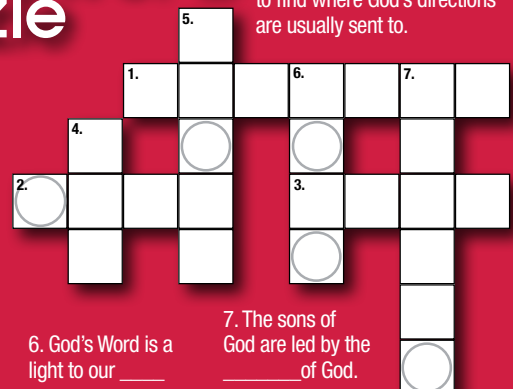 zle
to find where God's directions
are usually sent to.
5.
1.
6.
7.
4.
2.
3.
6. God's Word is a
light to our ____
7. The sons of
God are led by the
________of God.